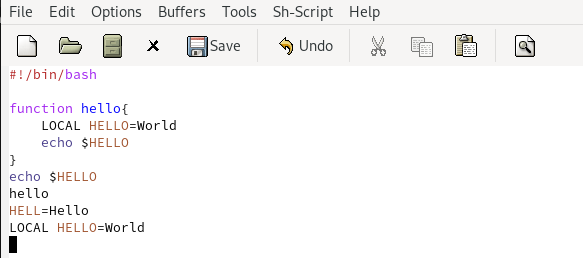 File Edit Options Buffers Tools Sh-Script Help
Save Undo
#!/bin/bash
function hello{
    LOCAL HELLO=World
    echo $HELLO
}
echo $HELLO
hello
HELL=Hello
LOCAL HELLO=World